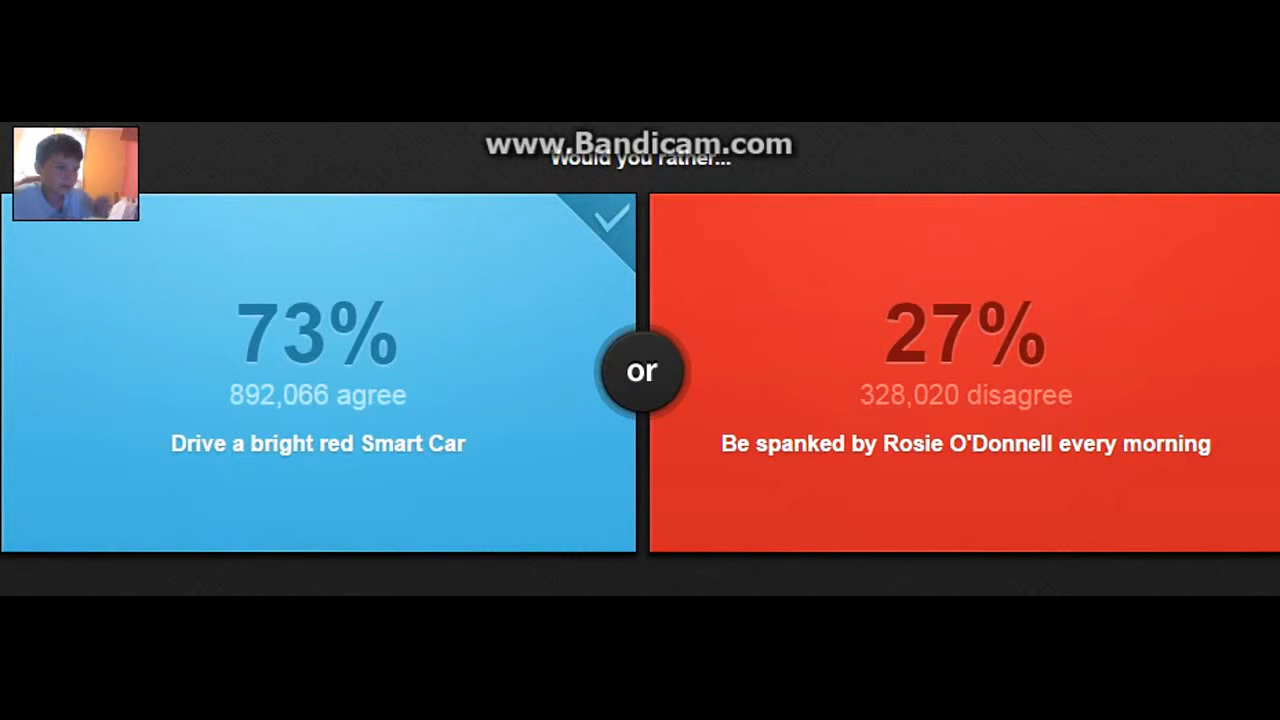 www.Bandicam.com
Would you rather...
73%
892,066 agree
Drive a bright red Smart Car
or
27%
328,020 disagree
Be spanked by Rosie O'Donnell every morning